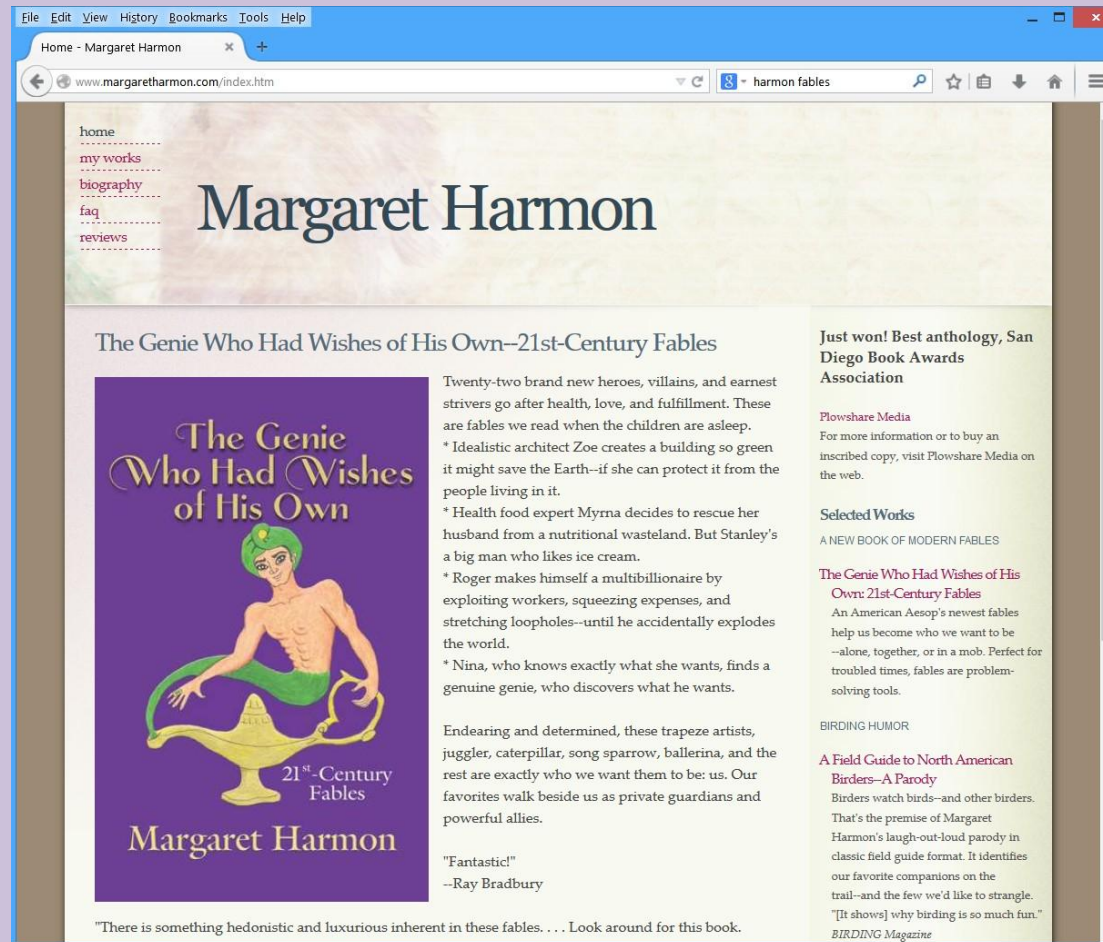 File Edit View History Bookmarks Tools Help
Home - Margaret Harmon
www.margaretharmon.com/index.htm
8 harmon fables
home
my works
biography
faq
reviews
Margaret Harmon
The Genie Who Had Wishes of His Own--21st-Century Fables
The Genie
Who Had Wishes
of His Own
21st-Century
Fables
Margaret Harmon
Twenty-two brand new heroes, villains, and earnest
strivers go after health, love, and fulfillment. These
are fables we read when the children are asleep.
* Idealistic architect Zoe creates a building so green
it might save the Earth--if she can protect it from the
people living in it.
* Health food expert Myrna decides to rescue her
husband from a nutritional wasteland. But Stanley's
a big man who likes ice cream.
* Roger makes himself a multibillionaire by
exploiting workers, squeezing expenses, and
stretching loopholes--until he accidentally explodes
the world.
* Nina, who knows exactly what she wants, finds a
genuine genie, who discovers what he wants.
Endearing and determined, these trapeze artists,
juggler, caterpillar, song sparrow, ballerina, and the
rest are exactly who we want them to be: us. Our
favorites walk beside us as private guardians and
powerful allies.
"Fantastic!"
--Ray Bradbury
"There is something hedonistic and luxurious inherent in these fables. . . . Look around for this book.
Just won! Best anthology, San
Diego Book Awards
Association
Plowshare Media
For more information or to buy an
inscribed copy, visit Plowshare Media on
the web.
Selected Works
A NEW BOOK OF MODERN FABLES
The Genie Who Had Wishes of His
Own: 21st-Century Fables
An American Aesop's newest fables
help us become who we want to be
--alone, together, or in a mob. Perfect for
troubled times, fables are problem-
solving tools.
BIRDING HUMOR
A Field Guide to North American
Birders--A Parody
Birders watch birds--and other birders.
That's the premise of Margaret
Harmon's laugh-out-loud parody in
classic field guide format. It identifies
our favorite companions on the
trail--and the few we'd like to strangle.
"[It shows] why birding is so much fun."
BIRDING Magazine